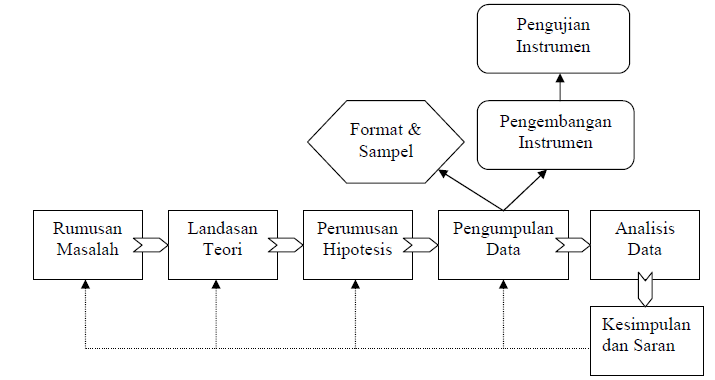 Pengujian
Instrumen
Format &
Sampel
Pengembangan
Instrumen
Rumusan
Masalah
Landasan
Teori
Perumusan
Hipotesis
Pengumpulan
Data
Analisis
Data
Kesimpulan
dan Saran